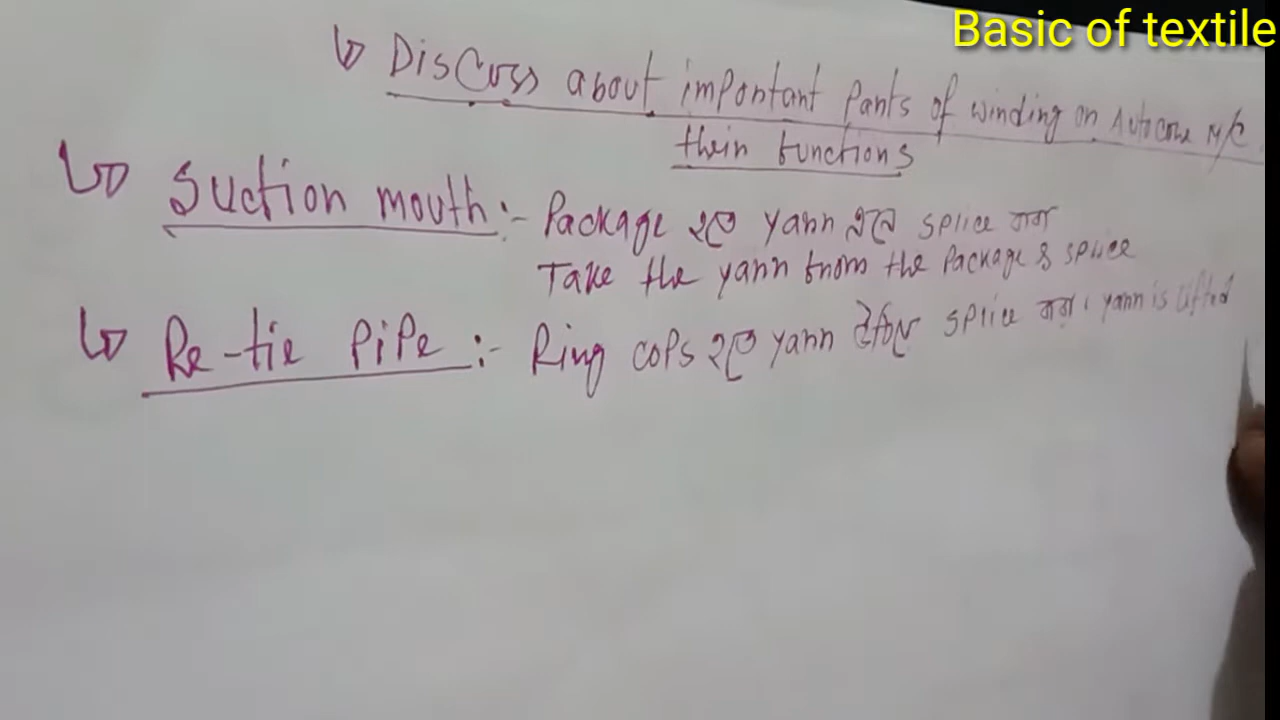 Basic of textile
↳ Discuss about important parts of winding on Autocone M/C
their functions
↳ Suction mouth :- Package হতে yarn এনে splice করা
Take the yarn from the Package & splice
↳ Re-tie PiPe :- Ring coPs হতে yarn splice করা। yarn is lifted